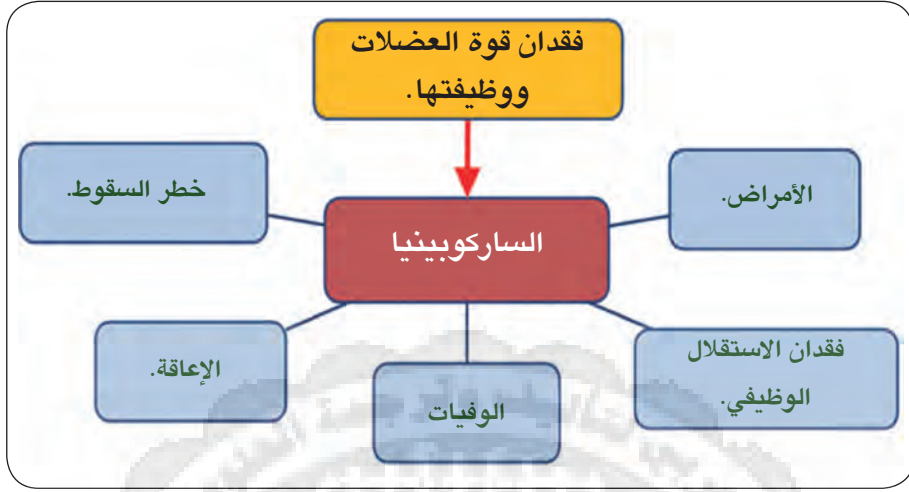 فقدان قوة العضلات
ووظيفتها.
الأمراض.
خطر السقوط.
الساركوبينيا
فقدان الاستقلال
الوظيفي.
الوفيات
الإعاقة.